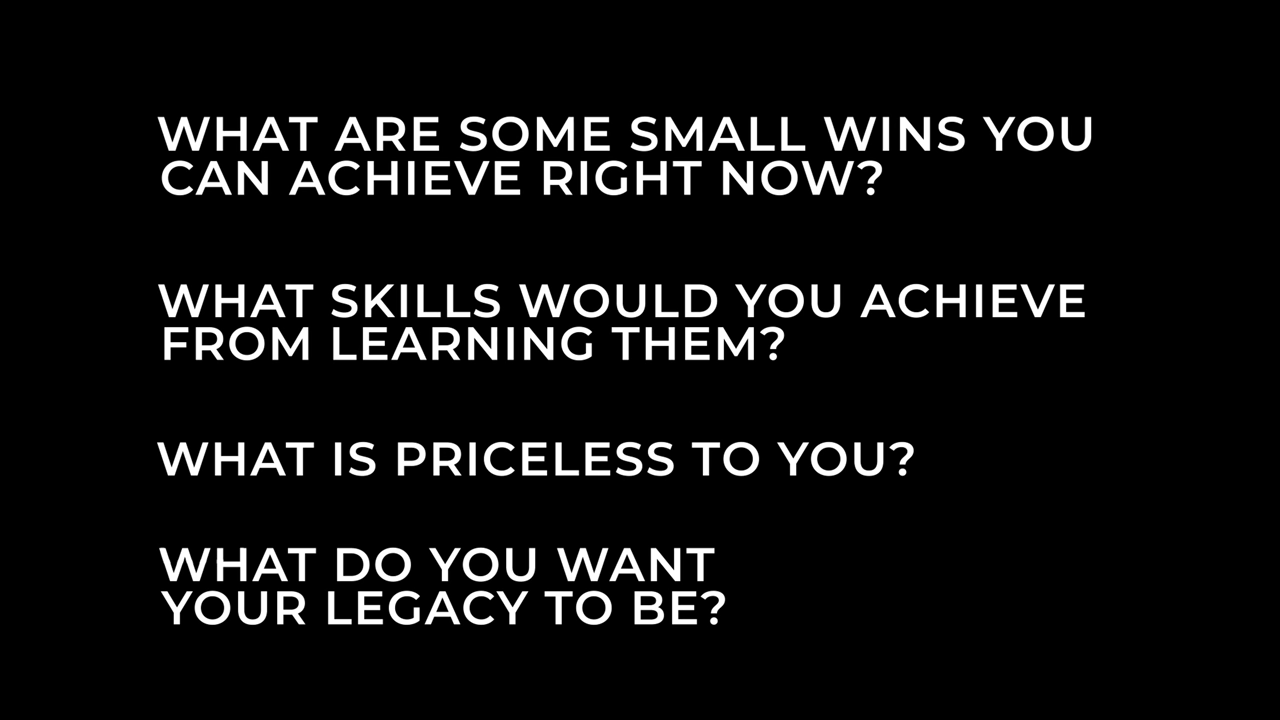 WHAT ARE SOME SMALL WINS YOU
CAN ACHIEVE RIGHT NOW?
WHAT SKILLS WOULD YOU ACHIEVE
FROM LEARNING THEM?
WHAT IS PRICELESS TO YOU?
WHAT DO YOU WANT
YOUR LEGACY TO BE?